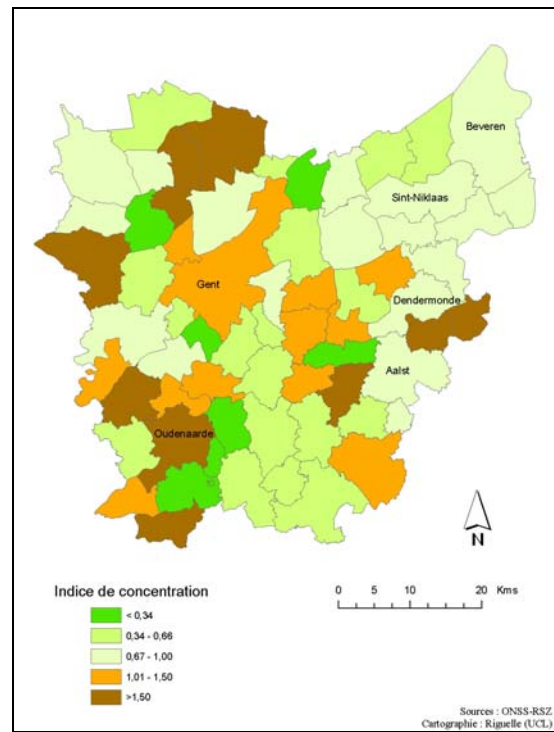 Beveren
Sint-Niklaas
Gent
Dendermonde
Aalst
Oudenaarde
N
Indice de concentration
< 0,34
0,34 - 0,66
0,67 - 1,00
1,01 - 1,50
>1,50
0 5 10 20 Kms
Sources : ONSS-RSZ
Cartographie : Riguelle (UCL)